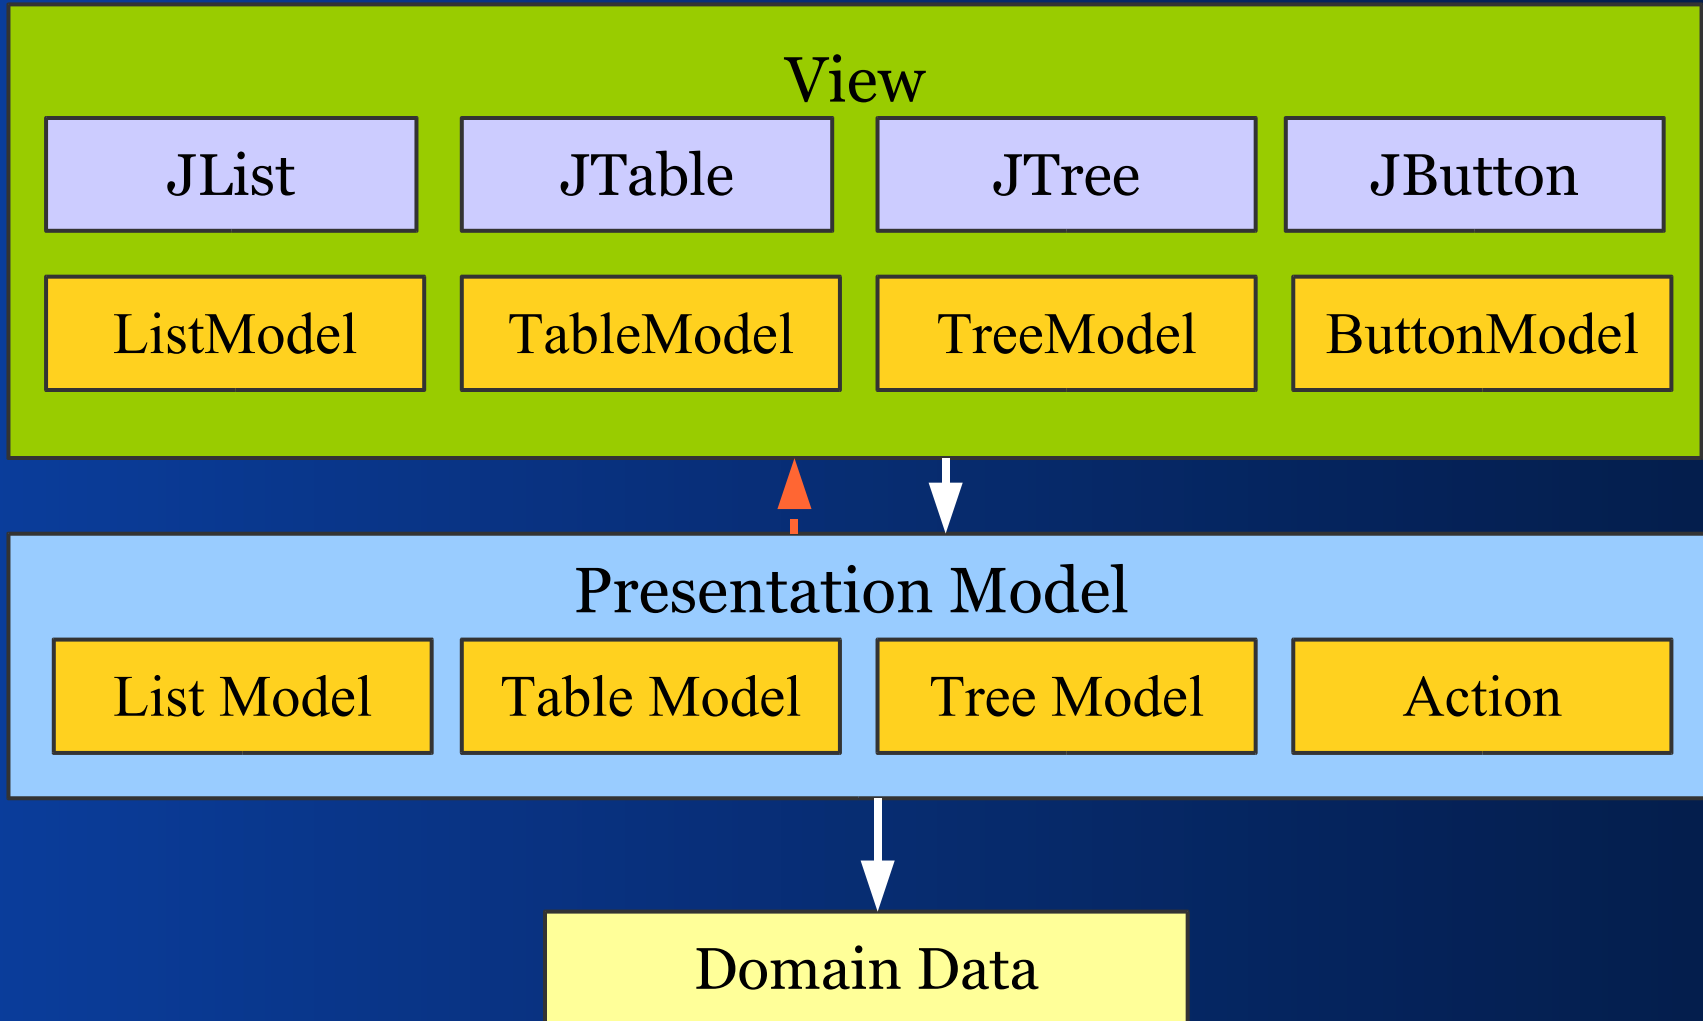 View
JList JTable JTree JButton
ListModel TableModel TreeModel ButtonModel
Presentation Model
List Model Table Model Tree Model Action
Domain Data